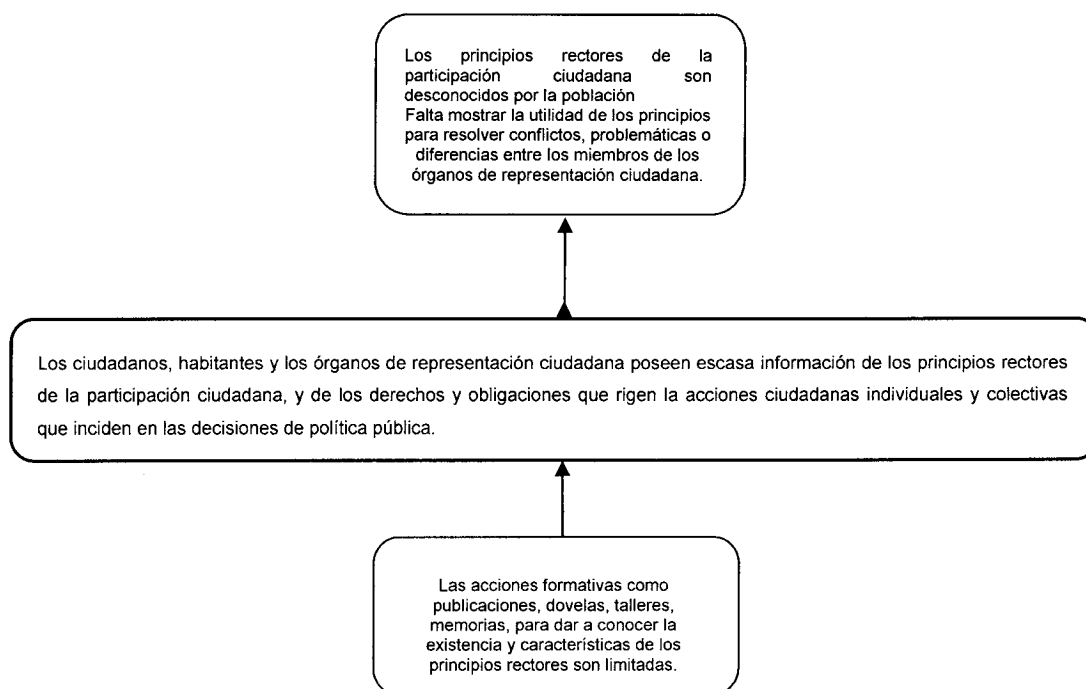 Los principios rectores de la
participación ciudadana son
desconocidos por la población
Falta mostrar la utilidad de los principios
para resolver conflictos, problemáticas o
diferencias entre los miembros de los
órganos de representación ciudadana.
Los ciudadanos, habitantes y los órganos de representación ciudadana poseen escasa información de los principios rectores
de la participación ciudadana, y de los derechos y obligaciones que rigen la acciones ciudadanas individuales y colectivas
que inciden en las decisiones de política pública.
Las acciones formativas como
publicaciones, dovelas, talleres,
memorias, para dar a conocer la
existencia y características de los
principios rectores son limitadas.